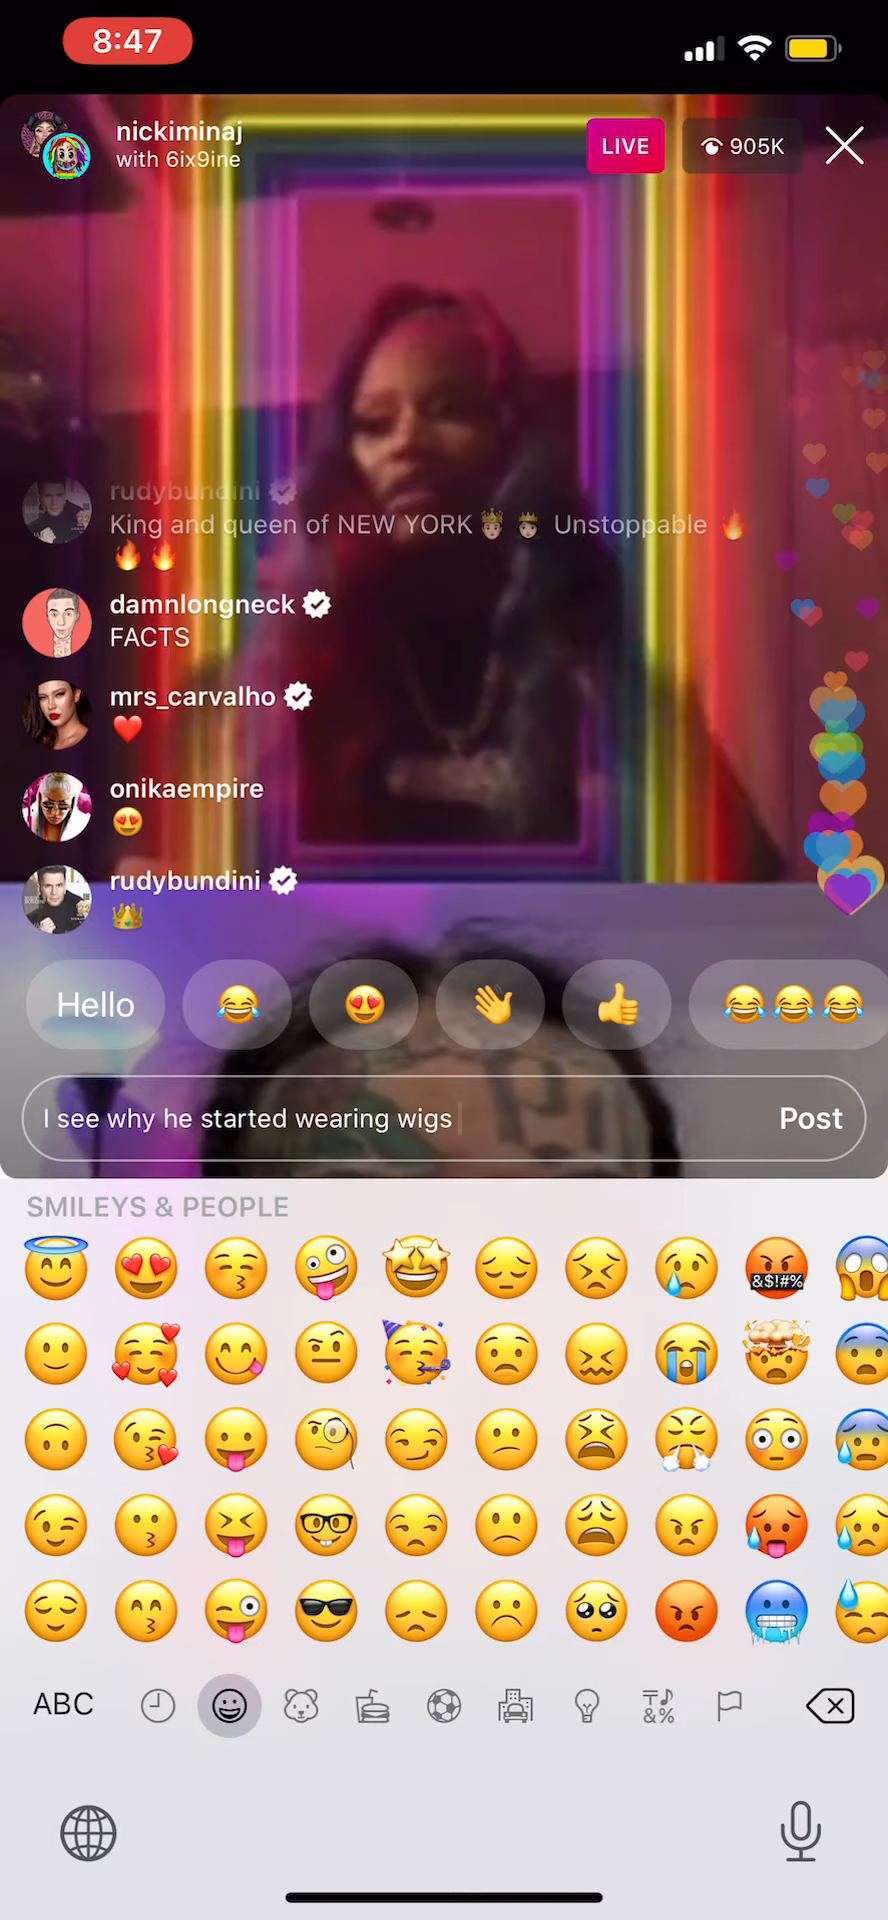 8:47
nickiminaj
with 6ix9ine
LIVE
905K
rudybundini
King and queen of NEW YORK 🤴 👸 Unstoppable 🔥
🔥 🔥
damnlongneck
FACTS
mrs_carvalho
❤️
onikaempire
😍
rudybundini
👑
Hello 😂 😍 👋 👍 😂😂😂
I see why he started wearing wigs
Post
SMILEYS & PEOPLE
&$!#%
ABC
&%